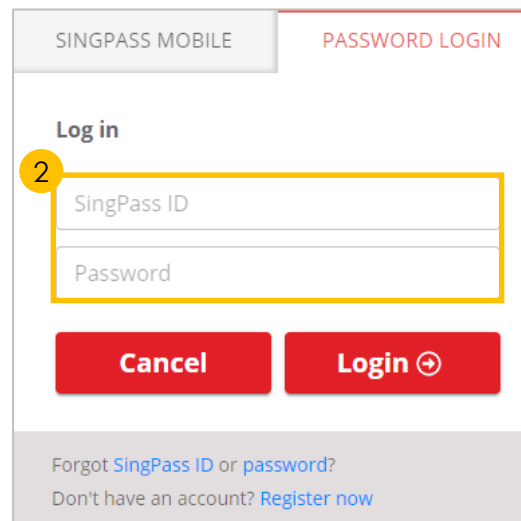 SINGPASS MOBILE PASSWORD LOGIN
Log in
2
SingPass ID
Password
Cancel Login
Forgot SingPass ID or password?
Don't have an account? Register now